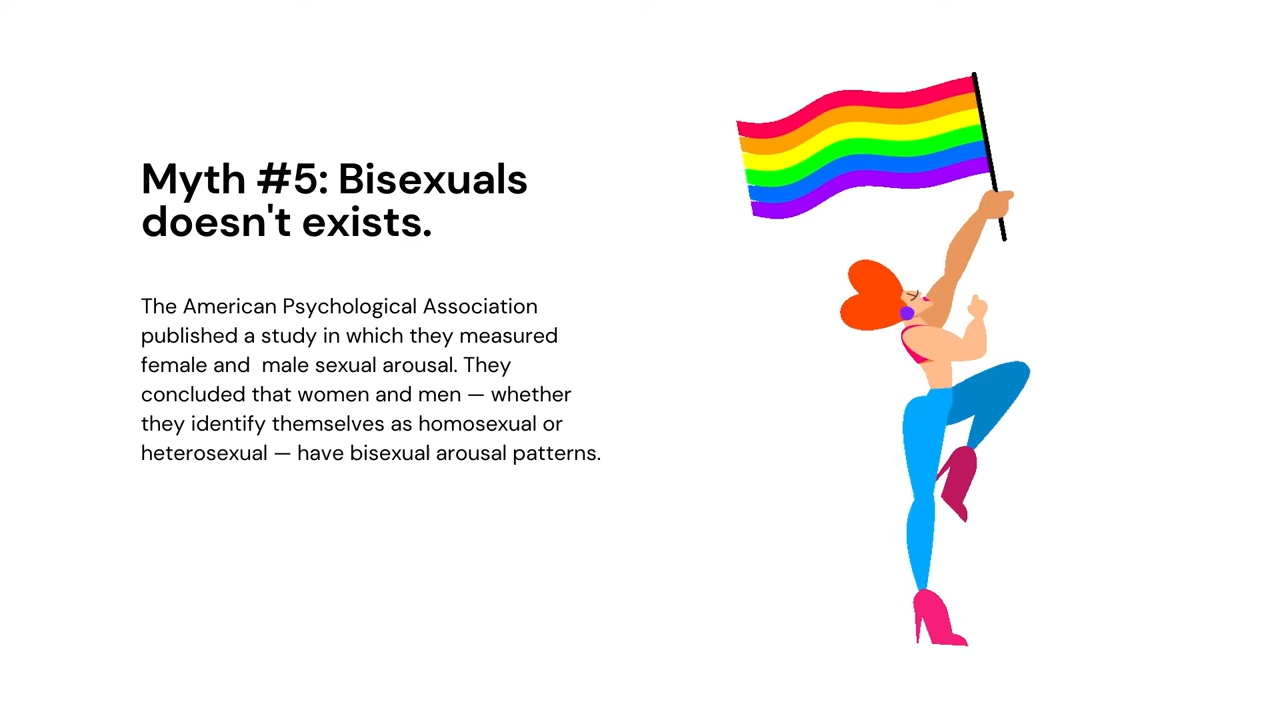 Myth #5: Bisexuals
doesn't exists.
The American Psychological Association
published a study in which they measured
female and  male sexual arousal. They
concluded that women and men — whether
they identify themselves as homosexual or
heterosexual — have bisexual arousal patterns.